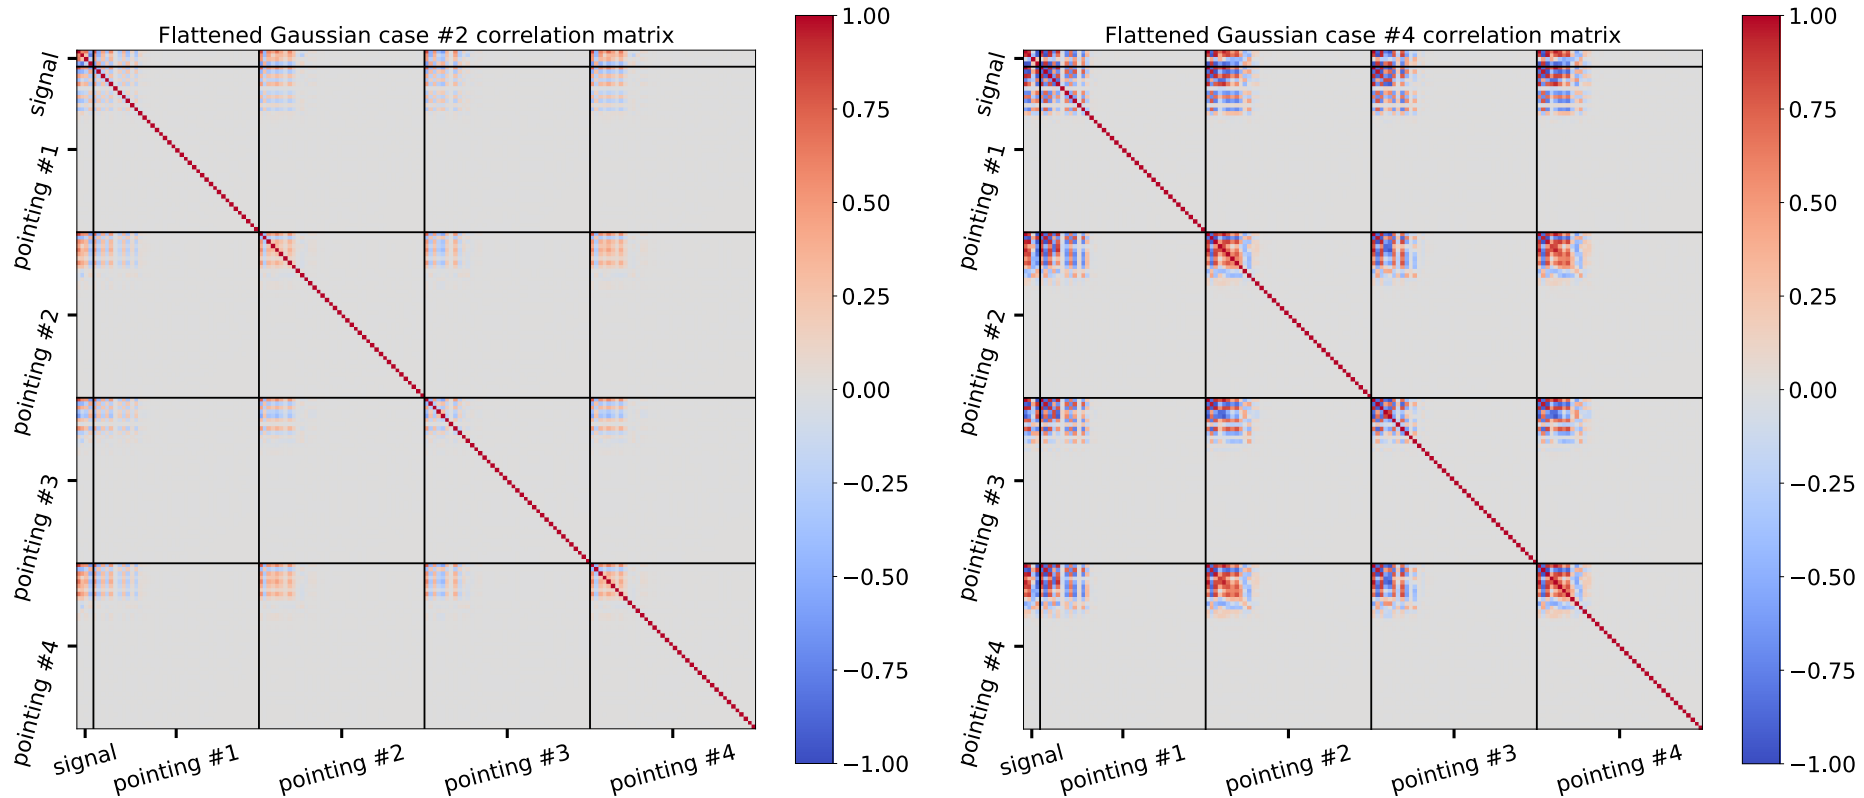 Flattened Gaussian case #2 correlation matrix
signal
pointing #1
pointing #2
pointing #3
pointing #4
signal
pointing #1
pointing #2
pointing #3
pointing #4
1.00
0.75
0.50
0.25
0.00
−0.25
−0.50
−0.75
−1.00
Flattened Gaussian case #4 correlation matrix
signal
pointing #1
pointing #2
pointing #3
pointing #4
signal
pointing #1
pointing #2
pointing #3
pointing #4
1.00
0.75
0.50
0.25
0.00
−0.25
−0.50
−0.75
−1.00